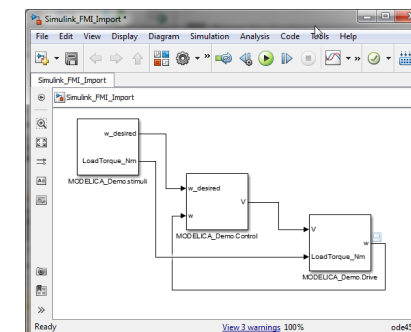 Simulink_FMI_Import *
File Edit View Display Diagram Simulation Analysis Code Tools Help
Simulink_FMI_Import
Simulink_FMI_Import
w_desired
LoadTorque_Nm
MODELICA_Demo.stimuli
w_desired
w
V
MODELICA_Demo.Control
V
LoadTorque_Nm
w
MODELICA_Demo.Drive
Ready View 3 warnings 100% ode45